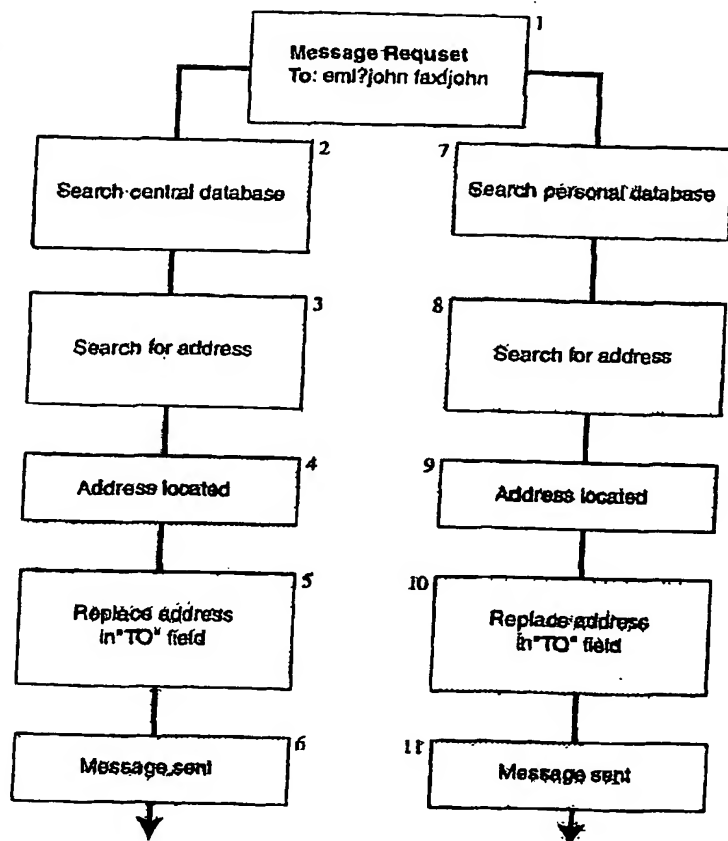 1
Message Requset
To: eml?john fax/john
2
Search central database
3
Search for address
4
Address located
5
Replace address
in"TO" field
6
Message sent
7
Search personal database
8
Search for address
9
Address located
10
Replace address
in"TO" field
11
Message sent